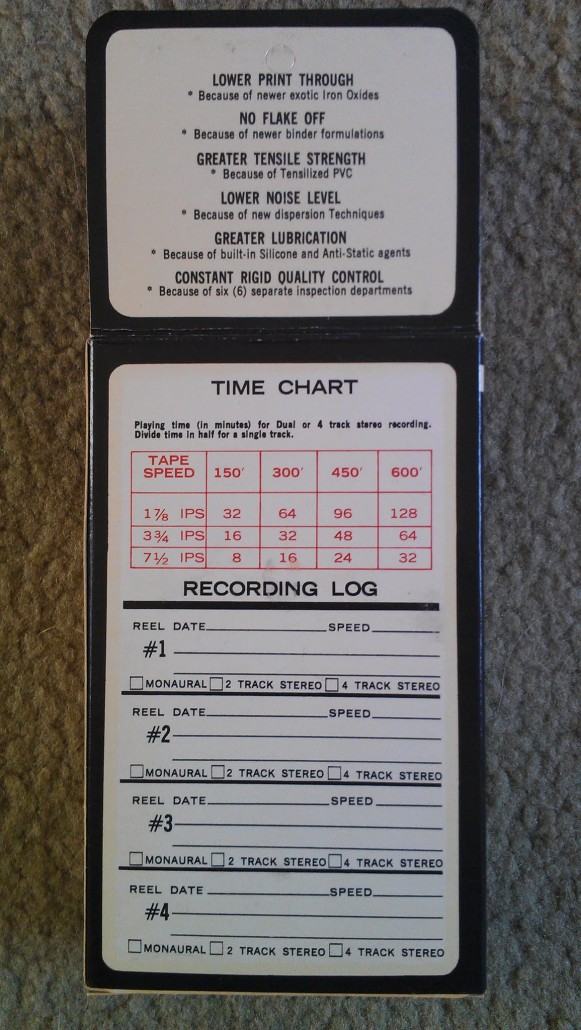 LOWER PRINT THROUGH
* Because of newer exotic Iron Oxides
NO FLAKE OFF
* Because of newer binder formulations
GREATER TENSILE STRENGTH
* Because of Tensilized PVC
LOWER NOISE LEVEL
* Because of new dispersion Techniques
GREATER LUBRICATION
* Because of built-in Silicone and Anti-Static agents
CONSTANT RIGID QUALITY CONTROL
* Because of six (6) separate inspection departments
TIME CHART
Playing time (in minutes) for Dual or 4 track stereo recording.
Divide time in half for a single track.
TAPE SPEED 150' 300' 450' 600'
1⅞ IPS 32 64 96 128
3¾ IPS 16 32 48 64
7½ IPS 8 16 24 32
RECORDING LOG
REEL DATE SPEED
#1
MONAURAL 2 TRACK STEREO 4 TRACK STEREO
REEL DATE SPEED
#2
MONAURAL 2 TRACK STEREO 4 TRACK STEREO
REEL DATE SPEED
#3
MONAURAL 2 TRACK STEREO 4 TRACK STEREO
REEL DATE SPEED
#4
MONAURAL 2 TRACK STEREO 4 TRACK STEREO